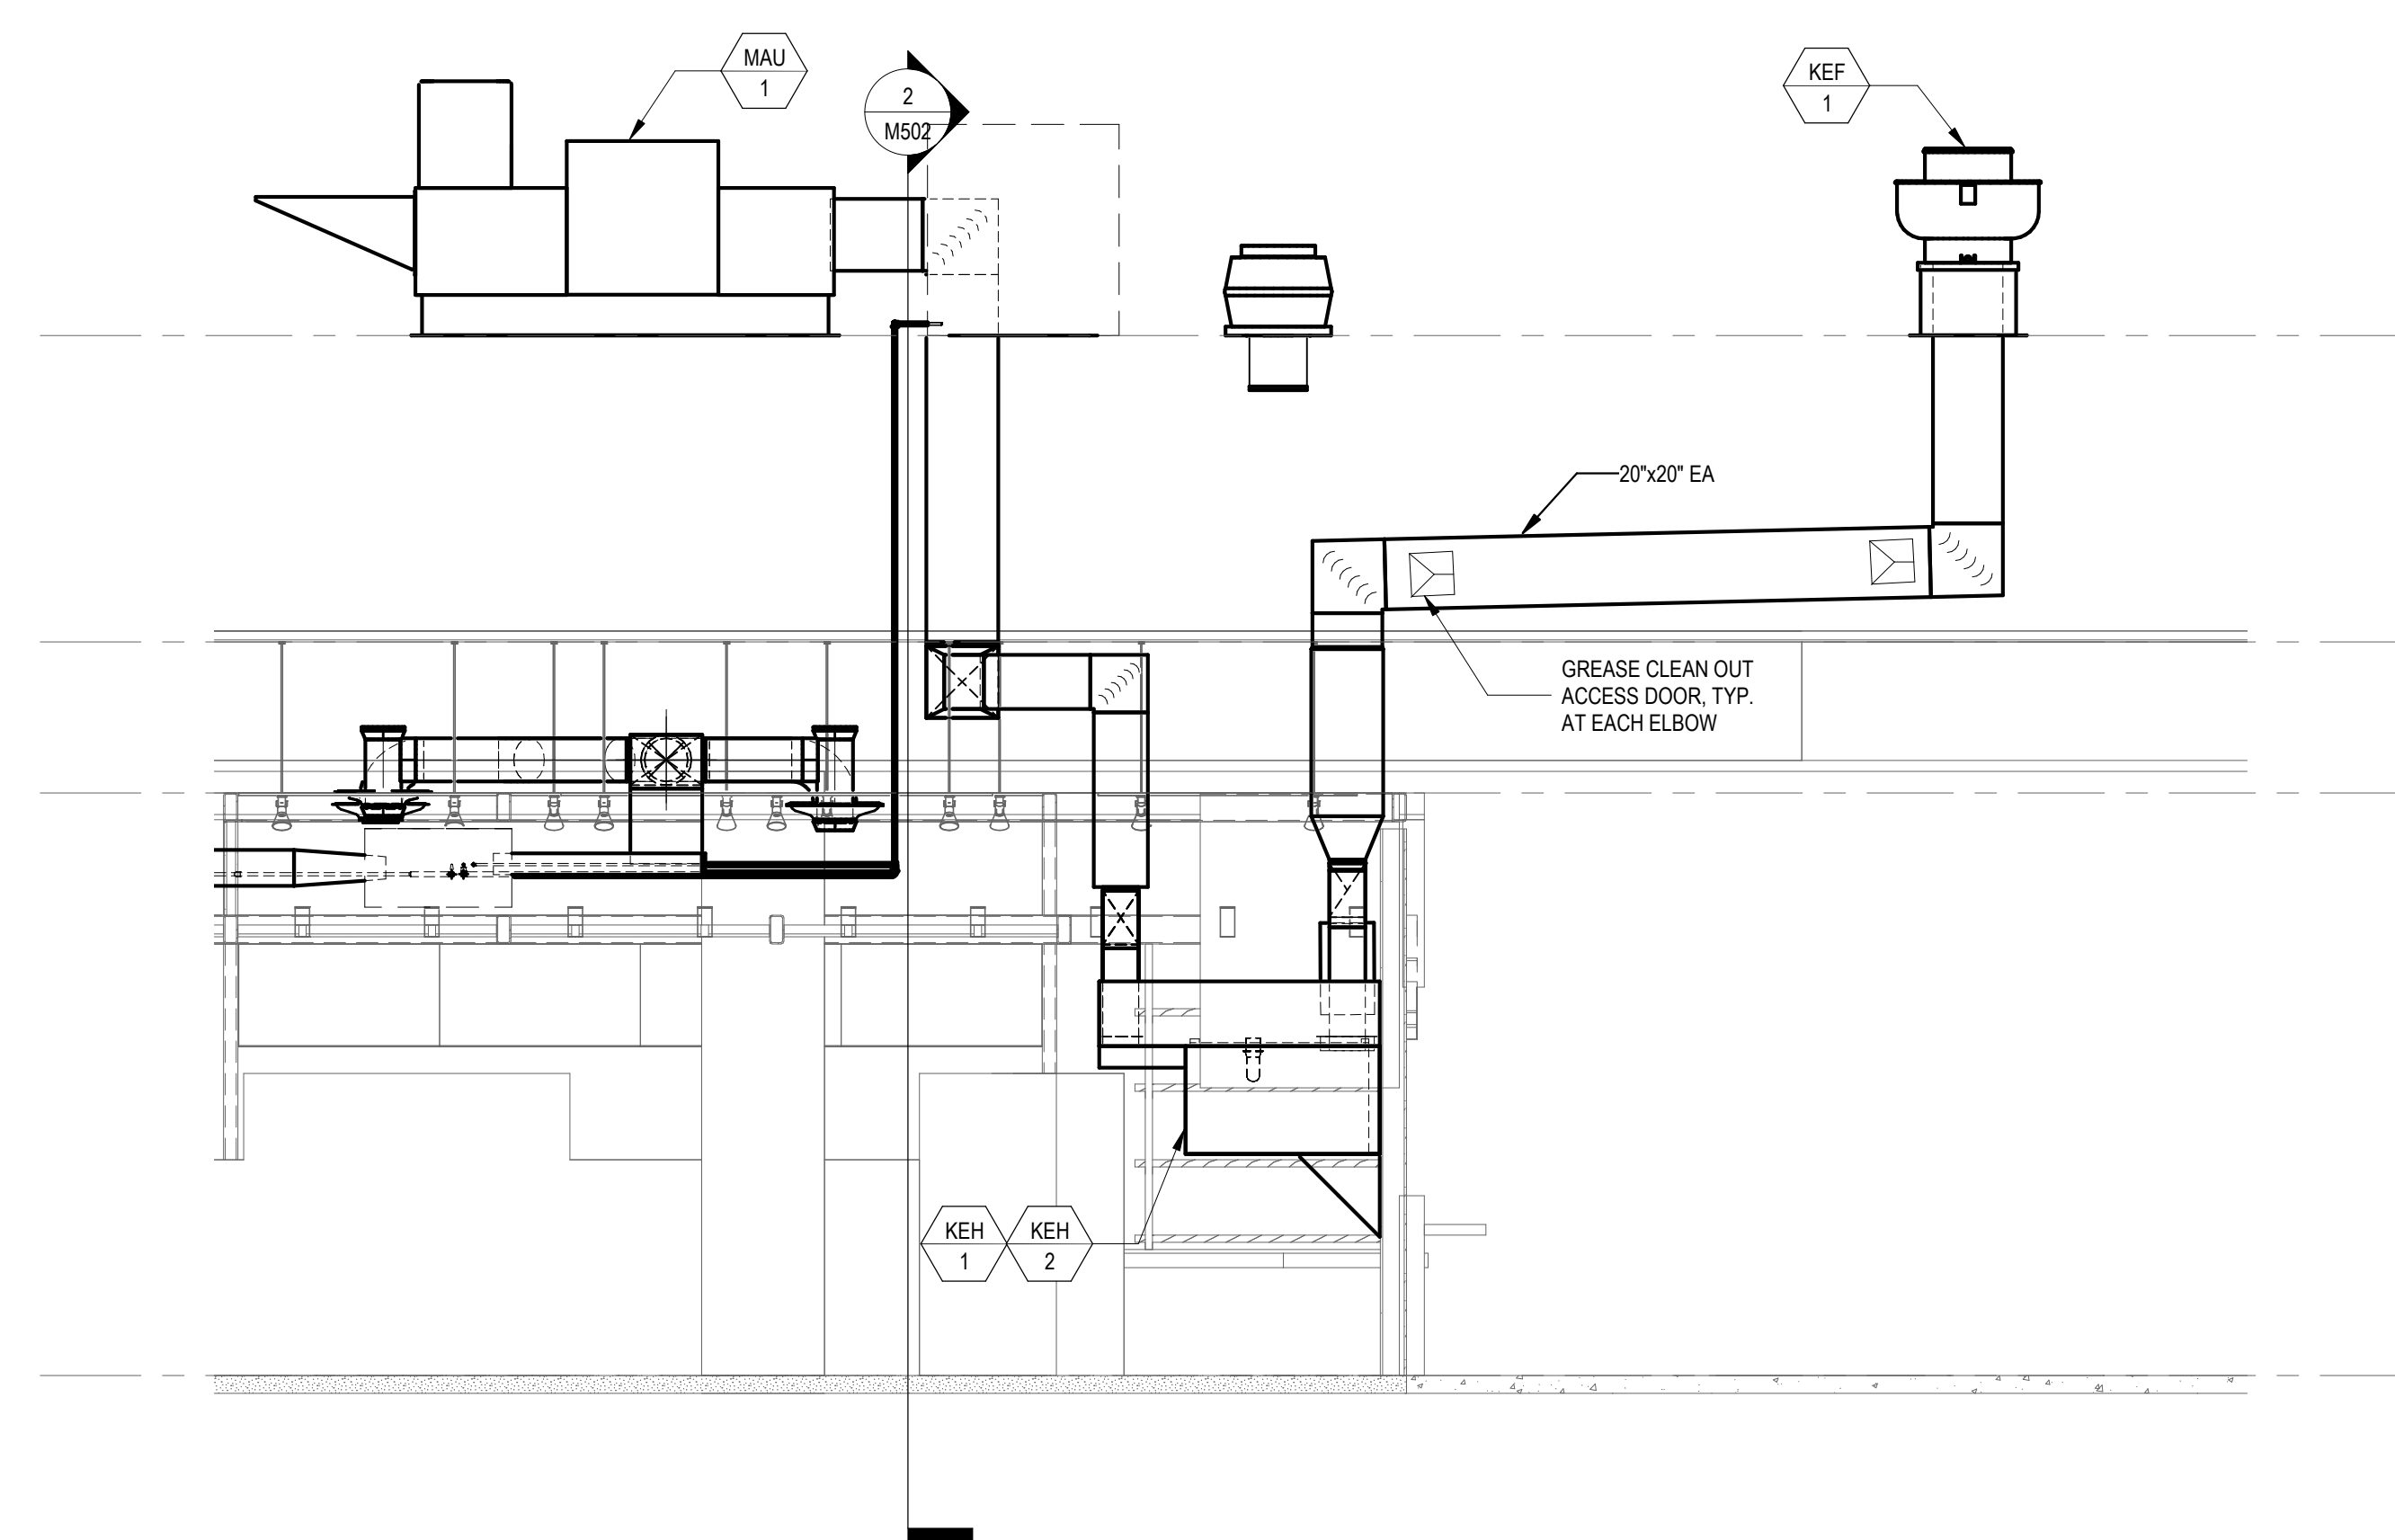 MAU
1
2
M502
KEF
1
20"x20" EA
GREASE CLEAN OUT
ACCESS DOOR, TYP.
AT EACH ELBOW
KEH
1
KEH
2